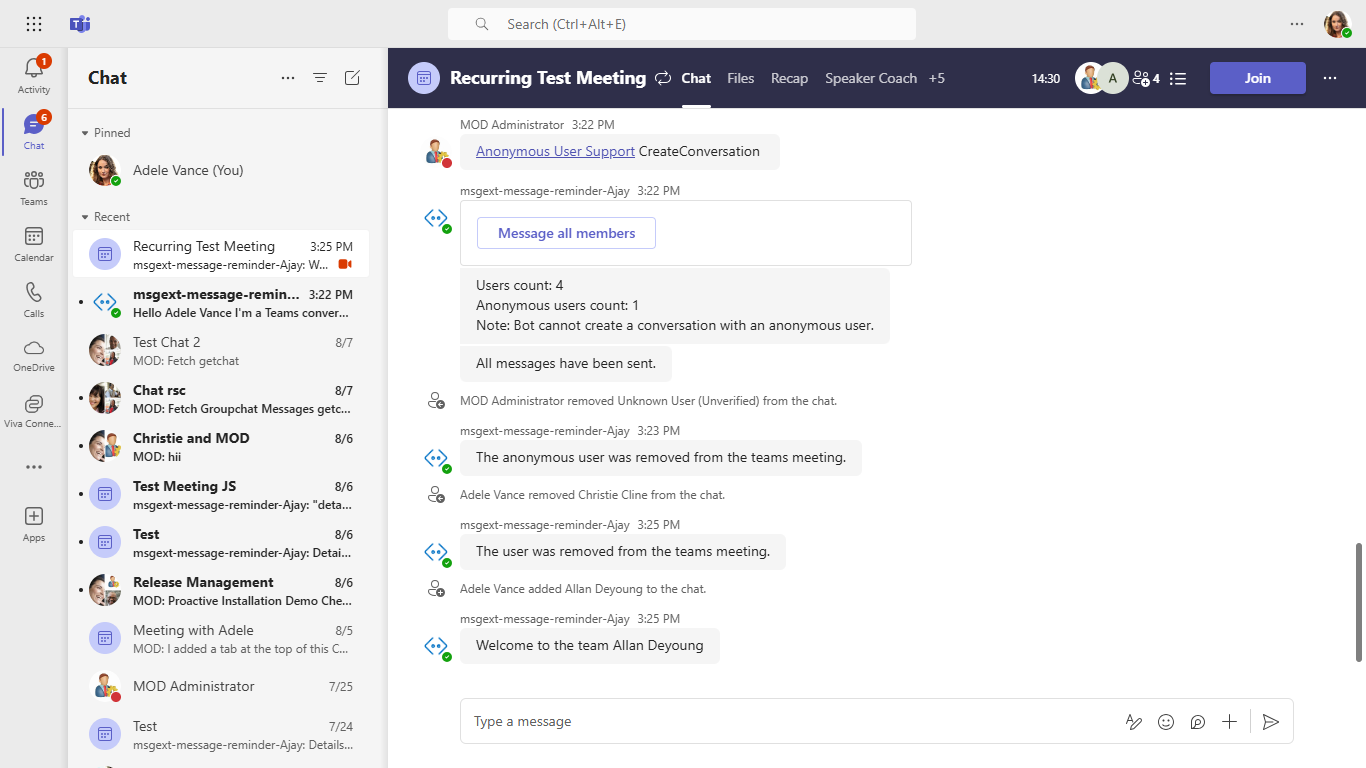 Search (Ctrl+Alt+E)
1
Activity
6
Chat
Teams
Calendar
Calls
OneDrive
Viva Conne...
Apps
Chat
Pinned
Adele Vance (You)
Recent
Recurring Test Meeting 3:25 PM
msgext-message-reminder-Ajay: W...
msgext-message-remin... 3:22 PM
Hello Adele Vance I'm a Teams conver...
Test Chat 2 8/7
MOD: Fetch getchat
Chat rsc 8/7
MOD: Fetch Groupchat Messages getc...
Christie and MOD 8/6
MOD: hii
Test Meeting JS 8/6
msgext-message-reminder-Ajay: "deta...
Test 8/6
msgext-message-reminder-Ajay: Detai...
Release Management 8/6
MOD: Proactive Installation Demo Che...
Meeting with Adele 8/5
MOD: I added a tab at the top of this C...
MOD Administrator 7/25
Test 7/24
msgext-message-reminder-Ajay: Details...
Recurring Test Meeting Chat Files Recap Speaker Coach +5 14:30 A 4 Join
MOD Administrator 3:22 PM
Anonymous User Support CreateConversation
msgext-message-reminder-Ajay 3:22 PM
Message all members
Users count: 4
Anonymous users count: 1
Note: Bot cannot create a conversation with an anonymous user.
All messages have been sent.
MOD Administrator removed Unknown User (Unverified) from the chat.
msgext-message-reminder-Ajay 3:23 PM
The anonymous user was removed from the teams meeting.
Adele Vance removed Christie Cline from the chat.
msgext-message-reminder-Ajay 3:25 PM
The user was removed from the teams meeting.
Adele Vance added Allan Deyoung to the chat.
msgext-message-reminder-Ajay 3:25 PM
Welcome to the team Allan Deyoung
Type a message